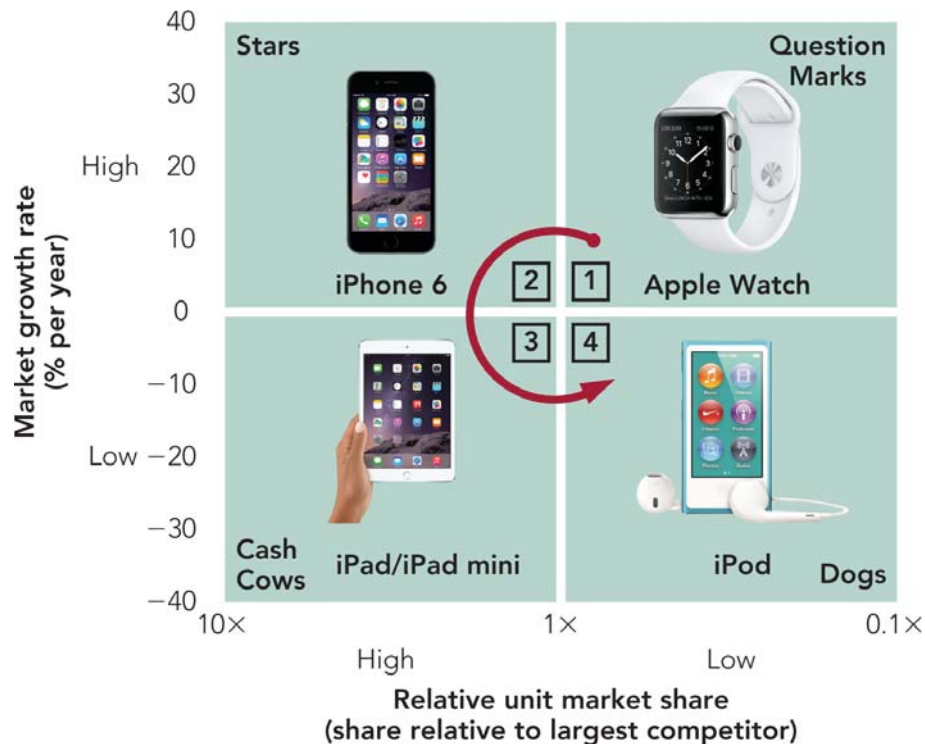 40
Stars
Question
Marks
30
High
20
10
iPhone 6
2
1
Apple Watch
0
Market growth rate
(% per year)
3
4
−10
Low
−20
−30
Cash
Cows
iPad/iPad mini
iPod
Dogs
−40
10×
1×
0.1×
High
Low
Relative unit market share
(share relative to largest competitor)